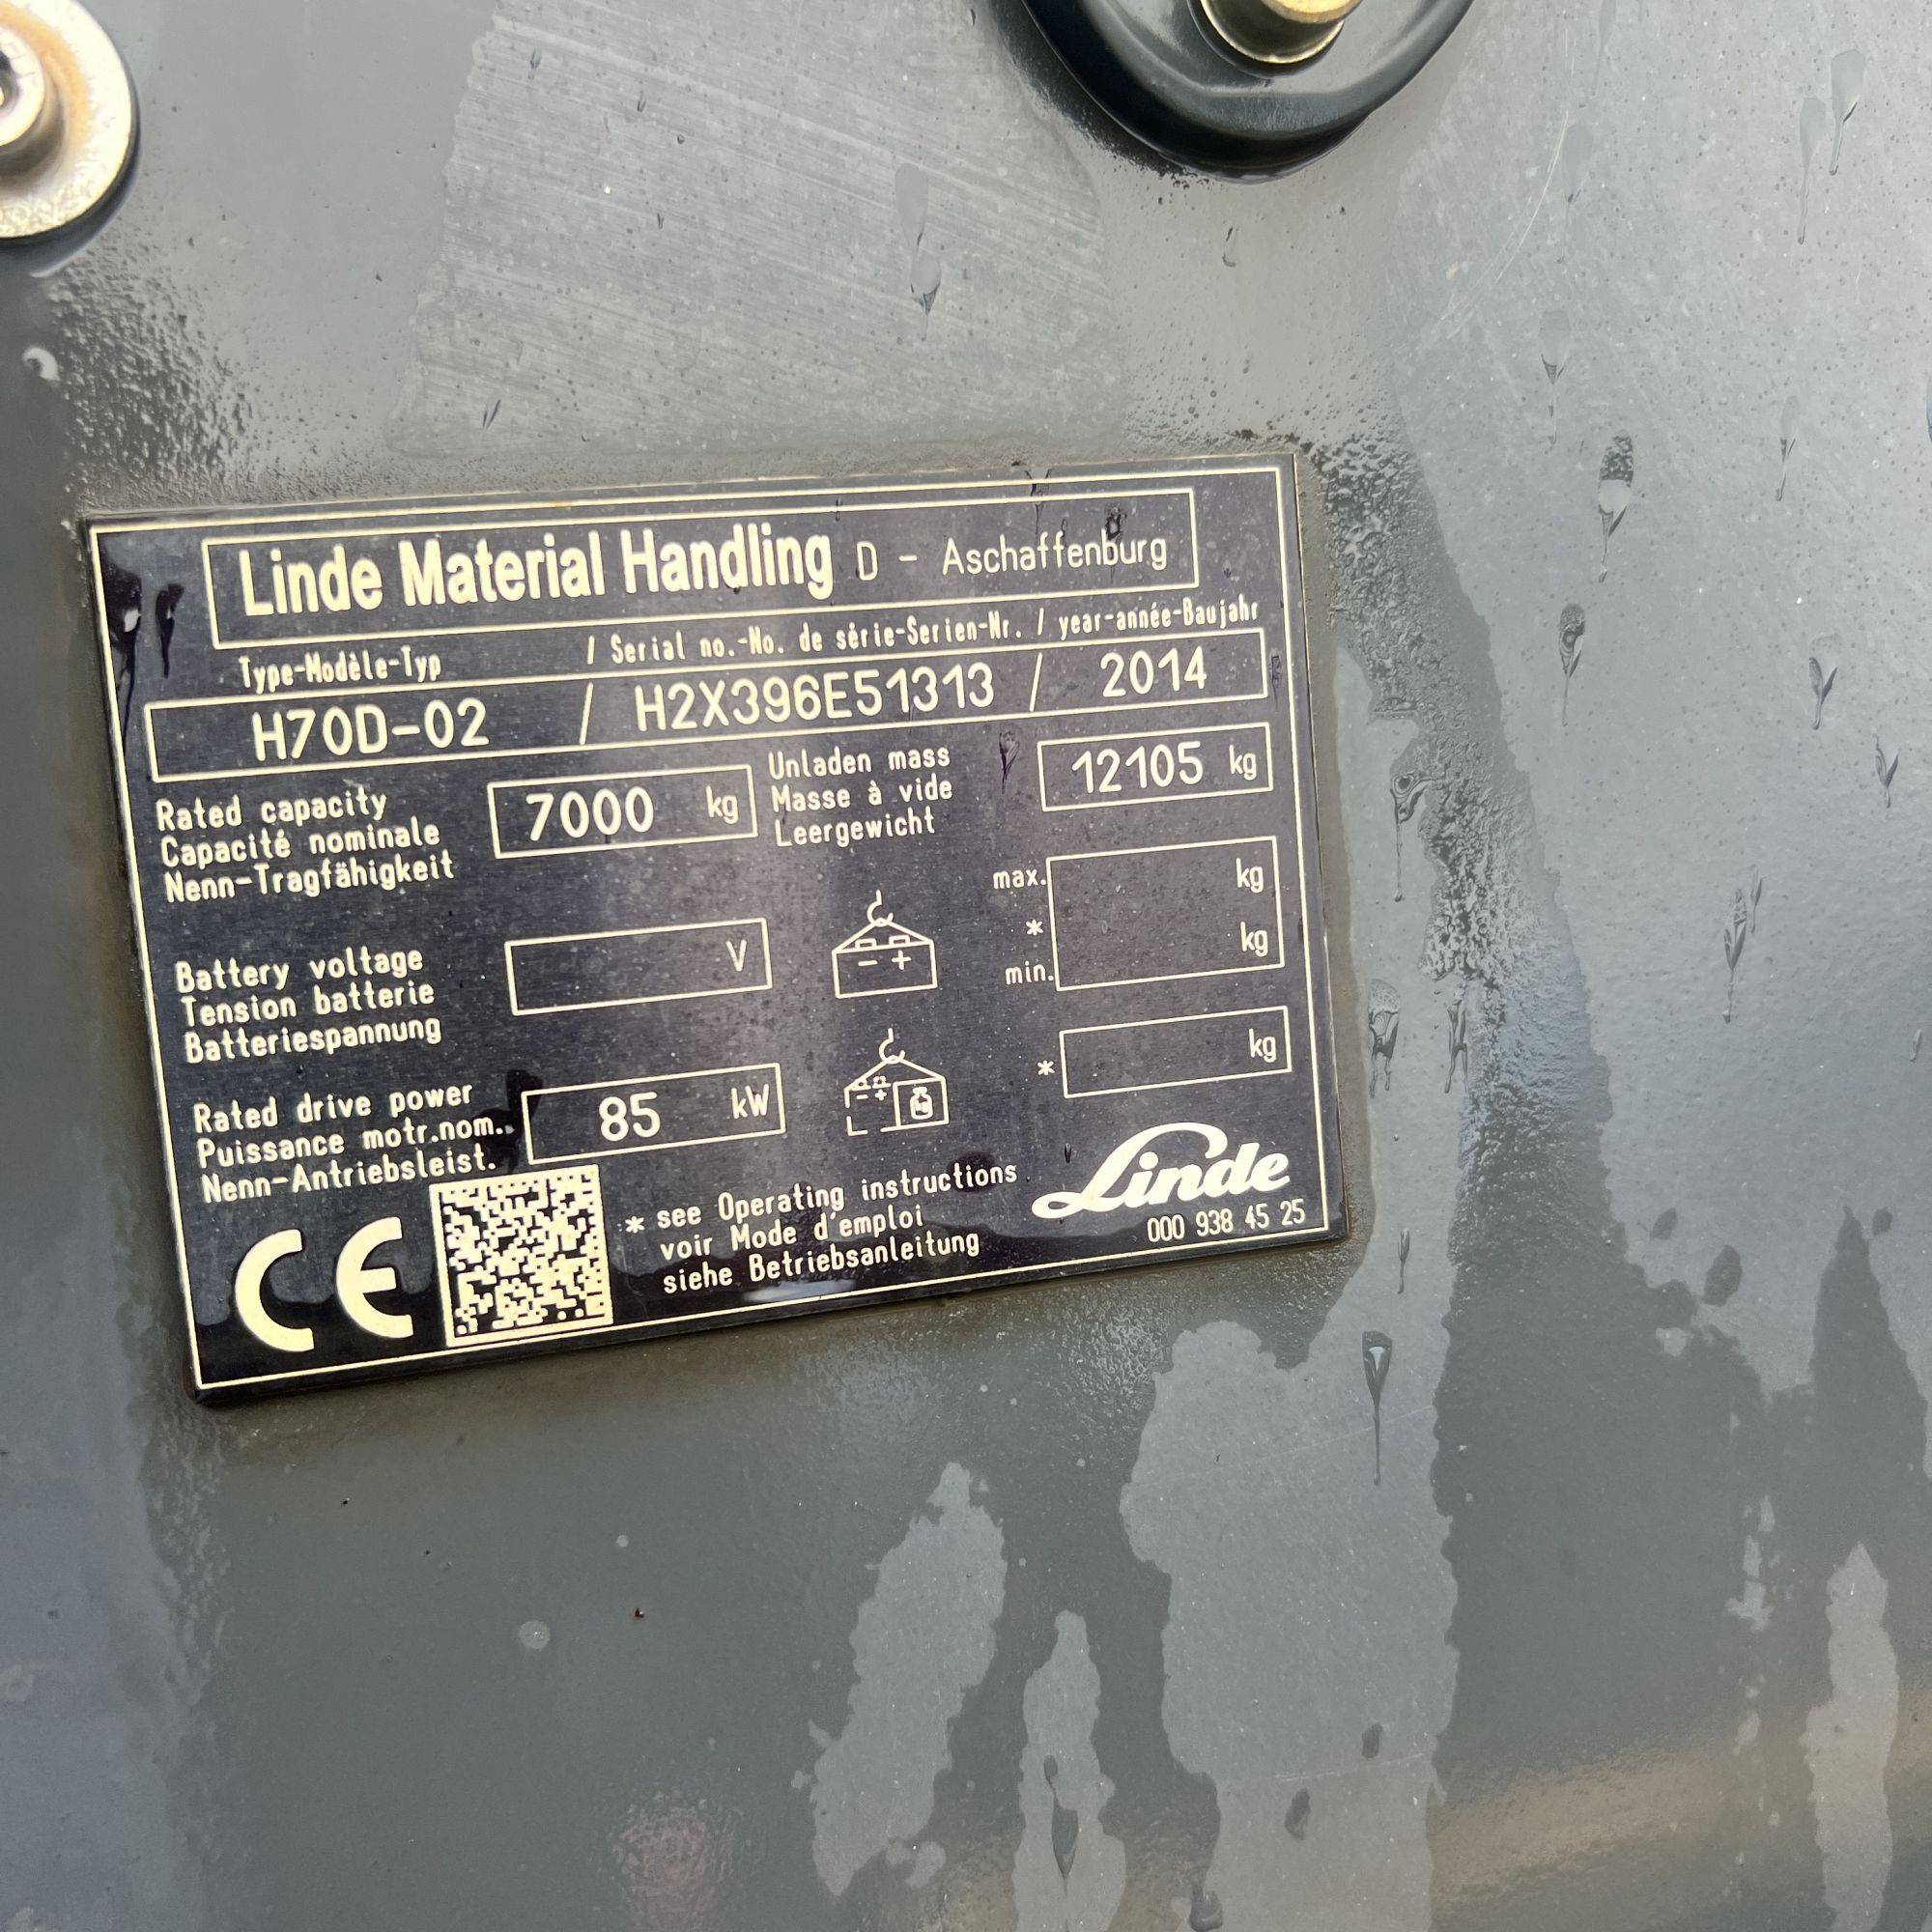 Linde Material Handling D - Aschaffenburg
Type-Modèle-Typ / Serial no.-No. de série-Serien-Nr. / year-année-Baujahr
H70D-02 / H2X396E51313 / 2014
Rated capacity
Capacité nominale
Nenn-Tragfähigkeit
7000 kg
Unladen mass
Masse à vide
Leergewicht
12105 kg
Battery voltage
Tension batterie
Batteriespannung
V
- +
max. kg
*
min. kg
Rated drive power
Puissance motr.nom.
Nenn-Antriebsleist.
85 kW
- +
kg
* kg
CE
* see Operating instructions
voir Mode d'emploi
siehe Betriebsanleitung
Linde
000 938 45 25